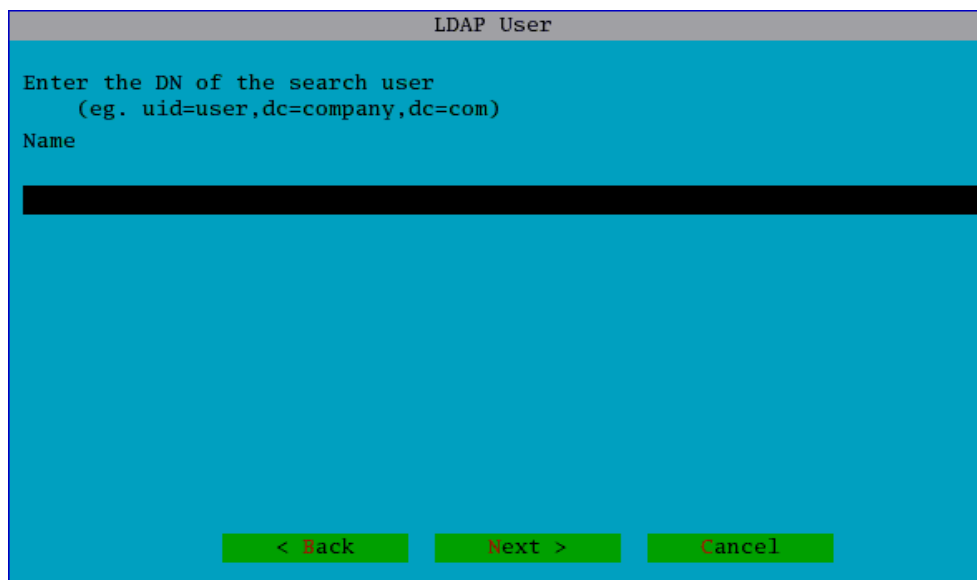 LDAP User
Enter the DN of the search user
(eg. uid=user,dc=company,dc=com)
Name
< Back Next > Cancel